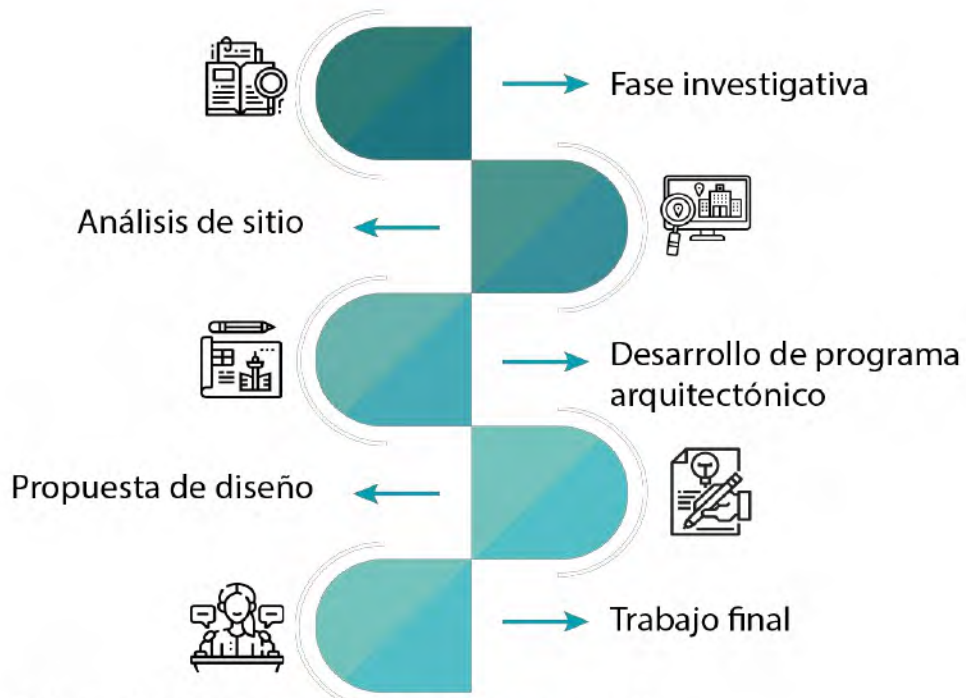 Fase investigativa
Análisis de sitio
Desarrollo de programa
arquitectónico
Propuesta de diseño
Trabajo final